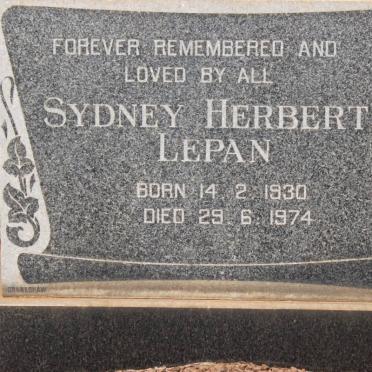 FOREVER REMEMBERED AND
LOVED BY ALL
SYDNEY HERBERT
LEPAN
BORN 14 2 1930
DIED 29 6 1974